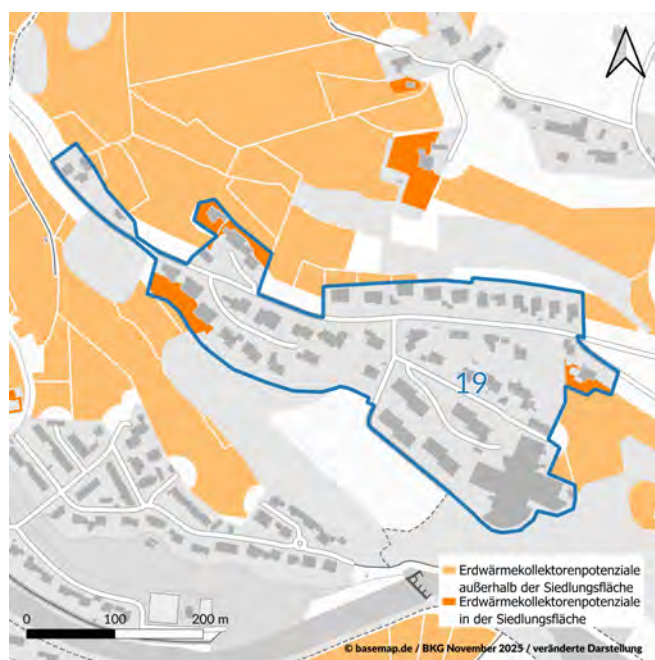 19
Erdwärmekollektorenpotenziale
außerhalb der Siedlungsfläche
Erdwärmekollektorenpotenziale
in der Siedlungsfläche
0 100 200 m
© basemap.de / BKG November 2025 / veränderte Darstellung